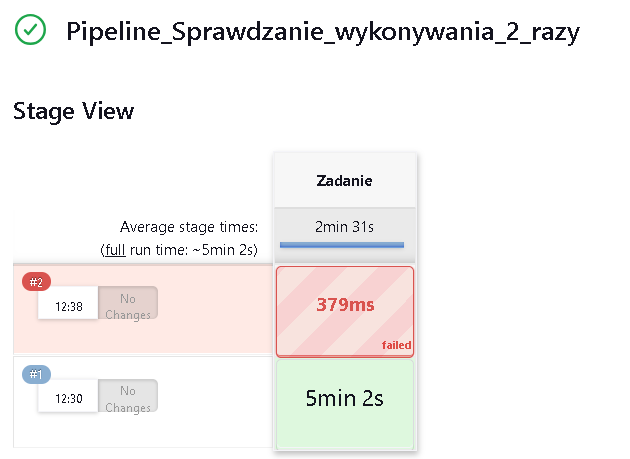 Pipeline_Sprawdzanie_wykonywania_2_razy
Stage View
Zadanie
Average stage times:
2min 31s
(full run time: ~5min 2s)
#2
12:38
No
Changes
379ms
failed
#1
12:30
No
Changes
5min 2s